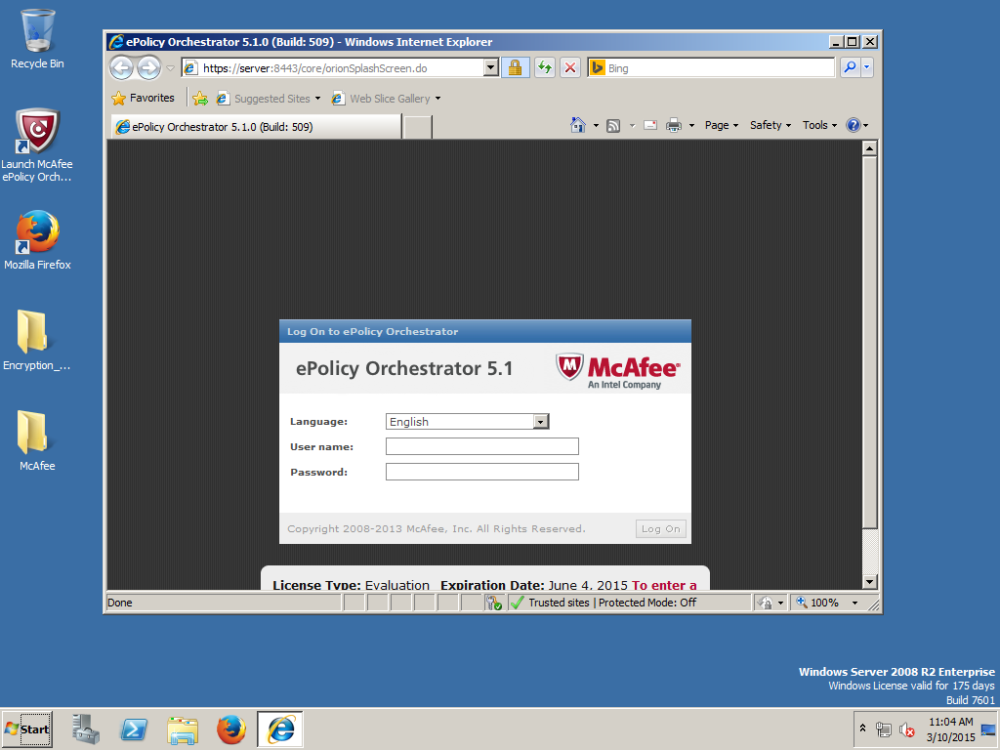 Recycle Bin
Launch McAfee
ePolicy Orch...
Mozilla Firefox
Encryption_...
McAfee
ePolicy Orchestrator 5.1.0 (Build: 509) - Windows Internet Explorer
https://server:8443/core/orionSplashScreen.do
Bing
Favorites
Suggested Sites
Web Slice Gallery
ePolicy Orchestrator 5.1.0 (Build: 509)
Page
Safety
Tools
Log On to ePolicy Orchestrator
ePolicy Orchestrator 5.1
McAfee®
An Intel Company
Language:
English
User name:
Password:
Copyright 2008-2013 McAfee, Inc. All Rights Reserved.
Log On
License Type: Evaluation Expiration Date: June 4, 2015 To enter a
Done
Trusted sites | Protected Mode: Off
100%
Windows Server 2008 R2 Enterprise
Windows License valid for 175 days
Build 7601
Start
11:04 AM
3/10/2015